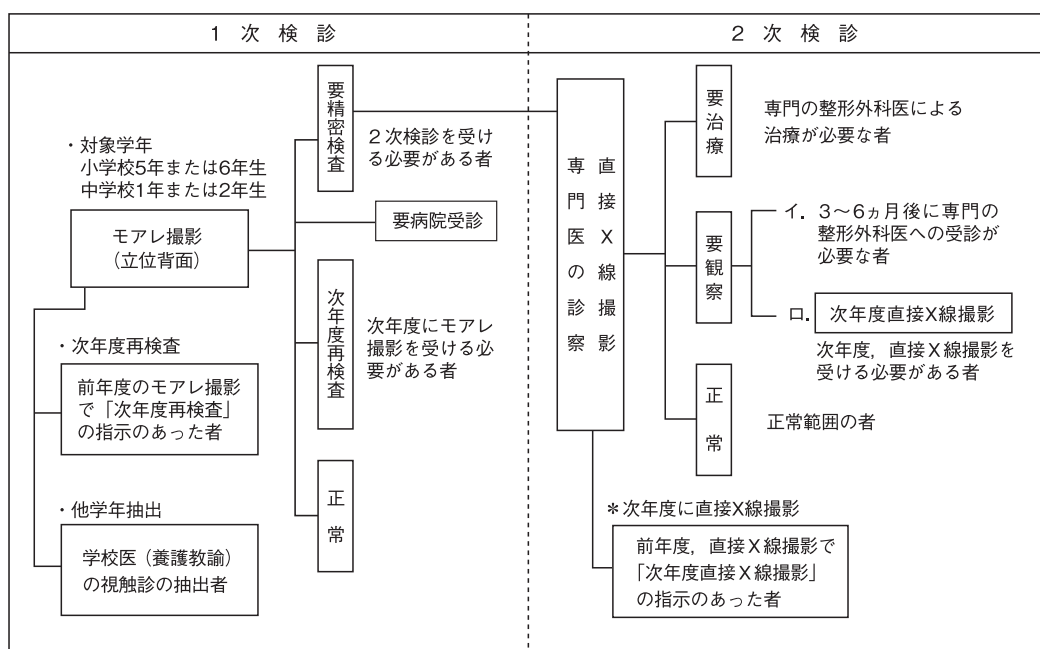 1 次 検 診
・対象学年
小学校5年または6年生
中学校1年または2年生
モアレ撮影
(立位背面)
・次年度再検査
前年度のモアレ撮影
で「次年度再検査」
の指示のあった者
・他学年抽出
学校医(養護教諭)
の視触診の抽出者
要精密検査
2次検診を受け
る必要がある者
要病院受診
次年度再検査
次年度にモアレ
撮影を受ける必
要がある者
正常
2 次 検 診
直接X線撮影
専門医の診察
要治療
専門の整形外科医による
治療が必要な者
要観察
イ. 3〜6ヵ月後に専門の
整形外科医への受診が
必要な者
ロ. 次年度直接X線撮影
次年度,直接X線撮影を
受ける必要がある者
正常
正常範囲の者
*次年度に直接X線撮影
前年度,直接X線撮影で
「次年度直接X線撮影」
の指示のあった者